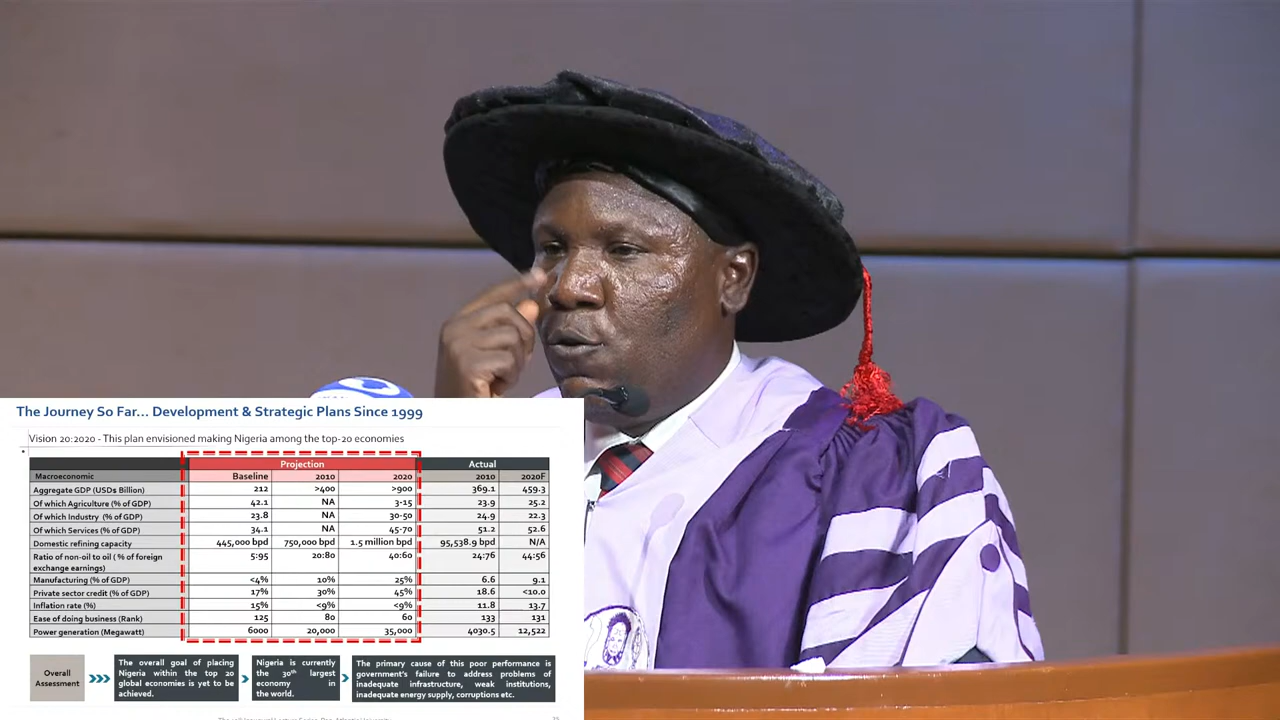 The Journey So Far... Development & Strategic Plans Since 1999
Vision 20:2020 - This plan envisioned making Nigeria among the top-20 economies
Projection Actual
Macroeconomic Baseline 2010 2020 2010 2020F
Aggregate GDP (USD$ Billion) 212 >400 >900 369.1 459.3
Of which Agriculture (% of GDP) 42.1 NA 3-15 23.9 25.2
Of which Industry (% of GDP) 23.8 NA 30-50 24.9 22.3
Of which Services (% of GDP) 34.1 NA 45-70 51.2 52.6
Domestic refining capacity 445,000 bpd 750,000 bpd 1.5 million bpd 95,538.9 bpd N/A
Ratio of non-oil to oil ( % of foreign 5:95 20:80 40:60 24:76 44:56
exchange earnings)
Manufacturing (% of GDP) <4% 10% 25% 6.6 9.1
Private sector credit (% of GDP) 17% 30% 45% 18.6 <10.0
Inflation rate (%) 15% <9% <9% 11.8 13.7
Ease of doing business (Rank) 125 80 60 133 131
Power generation (Megawatt) 6000 20,000 35,000 4030.5 12,522
Overall
Assessment
The overall goal of placing
Nigeria within the top 20
global economies is yet to be
achieved.
Nigeria is currently
the 30th largest
economy in
the world.
The primary cause of this poor performance is
government's failure to address problems of
inadequate infrastructure, weak institutions,
inadequate energy supply, corruptions etc.